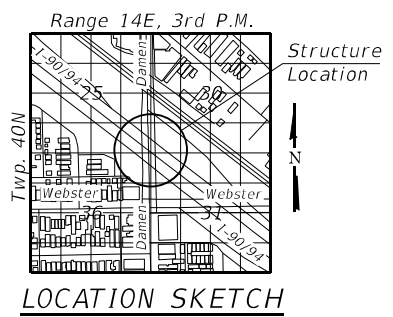 Range 14E, 3rd P.M.
Structure
Location
I-90/94
Damen
25
30
Twp. 40N
N
Webster
Webster
36
Damen
31
I-90/94
LOCATION SKETCH